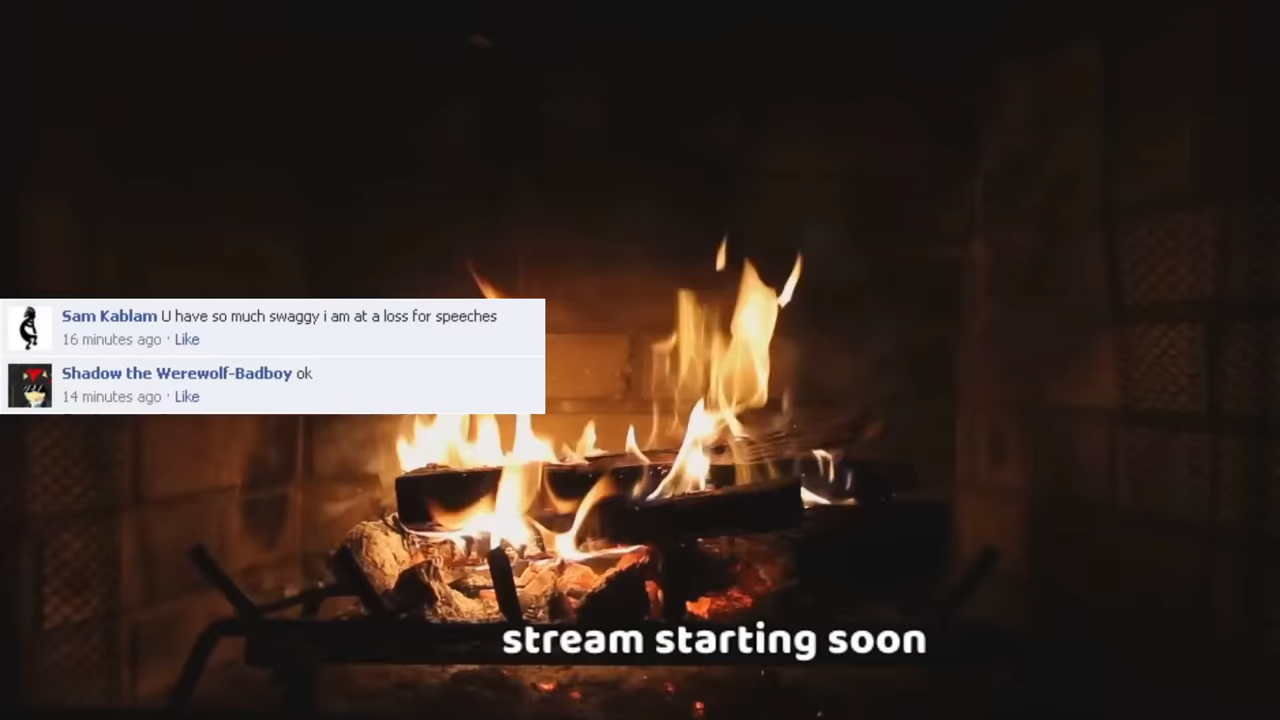 Sam Kablam U have so much swaggy i am at a loss for speeches
16 minutes ago · Like
Shadow the Werewolf-Badboy ok
14 minutes ago · Like
stream starting soon